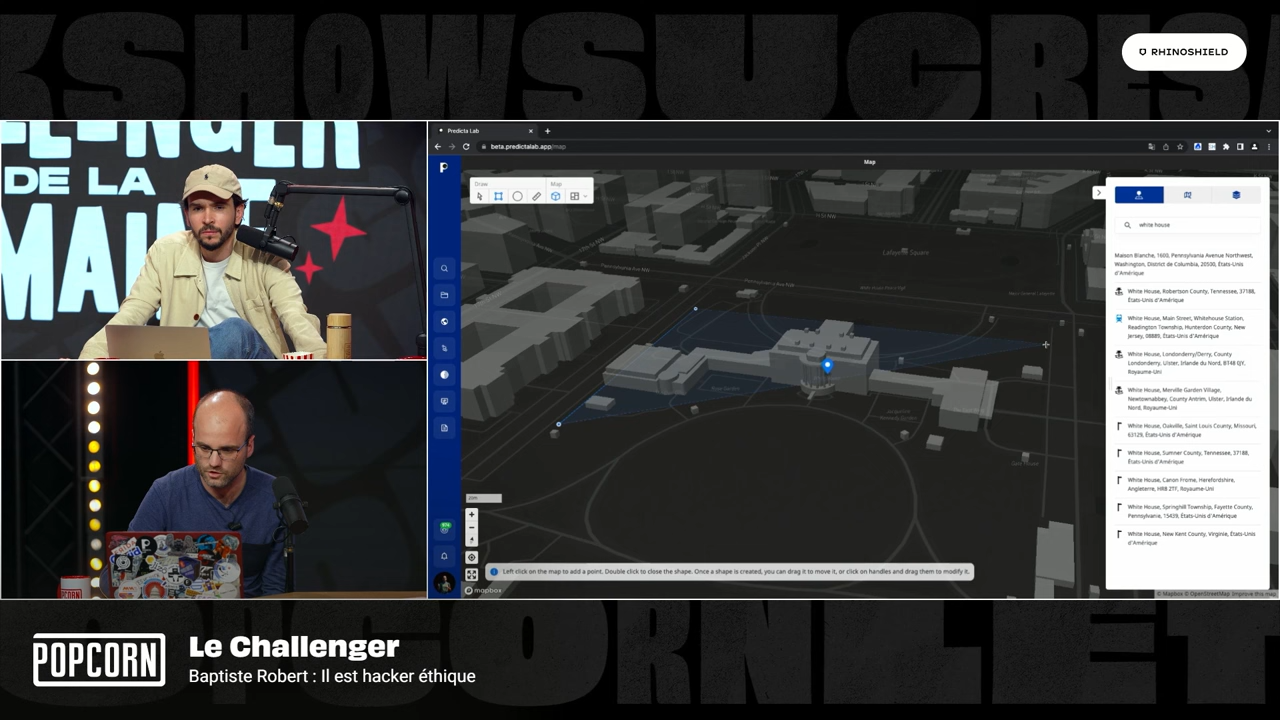 RHINOSHIELD
LLENGER
DE LA
MAINE
Predicta Lab
beta.predictalab.app/map
Map
Draw
Map
white house
Maison Blanche, 1600, Pennsylvania Avenue Northwest,
Washington, District de Columbia, 20500, États-Unis
d'Amérique
White House, Robertson County, Tennessee, 37188,
États-Unis d'Amérique
White House, Main Street, Whitehouse Station,
Readington Township, Hunterdon County, New
Jersey, 08889, États-Unis d'Amérique
White House, Londonderry/Derry, County
Londonderry, Ulster, Irlande du Nord, BT48 0JY,
Royaume-Uni
White House, Merville Garden Village,
Newtownabbey, County Antrim, Ulster, Irlande du
Nord, Royaume-Uni
White House, Oakville, Saint Louis County, Missouri,
63129, États-Unis d'Amérique
White House, Sumner County, Tennessee, 37188,
États-Unis d'Amérique
White House, Canon Frome, Herefordshire,
Angleterre, HR8 2TF, Royaume-Uni
White House, Springhill Township, Fayette County,
Pennsylvanie, 15439, États-Unis d'Amérique
White House, New Kent County, Virginie, États-Unis
d'Amérique
Lafayette Square
Pennsylvania Ave NW
H St NW
Left click on the map to add a point. Double click to close the shape. Once a shape is created, you can drag it to move it, or click on handles and drag them to modify it.
mapbox
© Mapbox © OpenStreetMap Improve this map
POPCORN
Le Challenger
Baptiste Robert : Il est hacker éthique